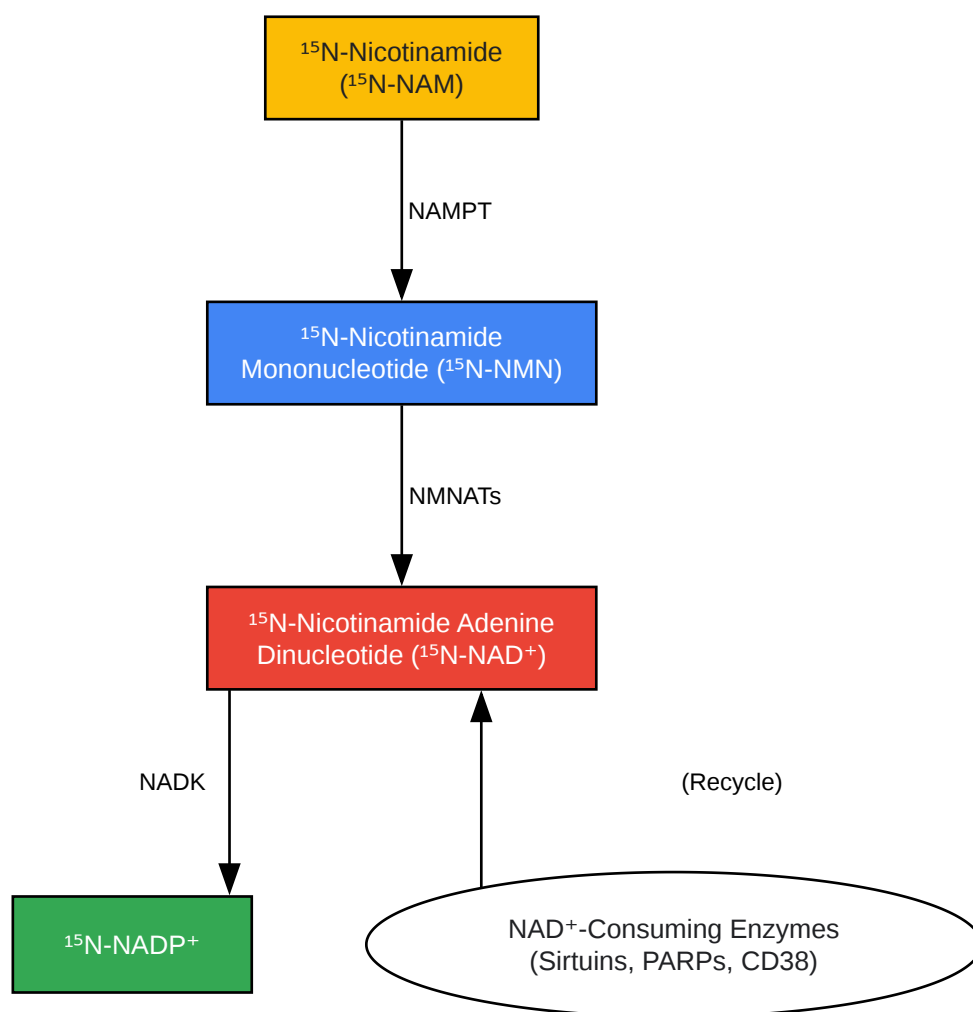 ¹⁵N-Nicotinamide
(¹⁵N-NAM)
NAMPT
¹⁵N-Nicotinamide
Mononucleotide (¹⁵N-NMN)
NMNATs
¹⁵N-Nicotinamide Adenine
Dinucleotide (¹⁵N-NAD⁺)
NADK
(Recycle)
¹⁵N-NADP⁺
NAD⁺-Consuming Enzymes
(Sirtuins, PARPs, CD38)